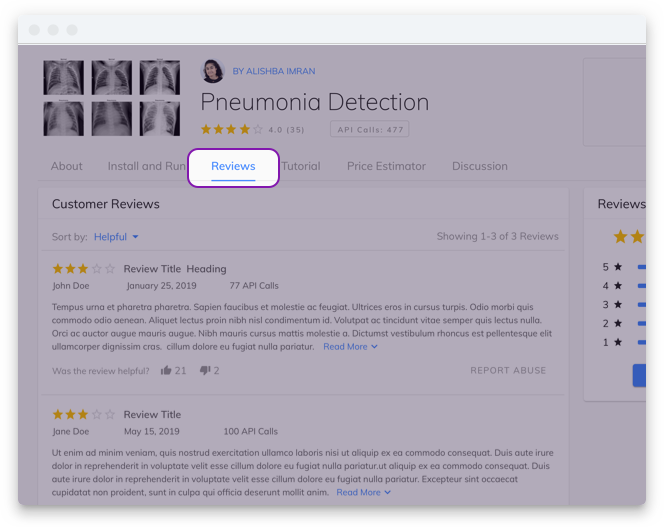 BY ALISHBA IMRAN
Pneumonia Detection
4.0 (35)
API Calls: 477
About
Install and Run
Reviews
Tutorial
Price Estimator
Discussion
Customer Reviews
Sort by: Helpful
Showing 1-3 of 3 Reviews
Review Title Heading
John Doe January 25, 2019 77 API Calls
Tempus urna et pharetra pharetra. Sapien faucibus et molestie ac feugiat. Ultrices eros in cursus turpis. Odio morbi quis
commodo odio aenean. Aliquet lectus proin nibh nisl condimentum id. Volutpat ac tincidunt vitae semper quis lectus nulla.
Orci ac auctor augue mauris augue. Nibh mauris cursus mattis molestie a. Dictumst vestibulum rhoncus est pellentesque elit
ullamcorper dignissim cras. cillum dolore eu fugiat nulla pariatur. Read More
Was the review helpful? 21 2
REPORT ABUSE
Review Title
Jane Doe May 15, 2019 100 API Calls
Ut enim ad minim veniam, quis nostrud exercitation ullamco laboris nisi ut aliquip ex ea commodo consequat. Duis aute irure
dolor in reprehenderit in voluptate velit esse cillum dolore eu fugiat nulla pariatur.ut aliquip ex ea commodo consequat. Duis
aute irure dolor in reprehenderit in voluptate velit esse cillum dolore eu fugiat nulla pariatur. Excepteur sint occaecat
cupidatat non proident, sunt in culpa qui officia deserunt mollit anim. Read More
Reviews
5
4
3
2
1